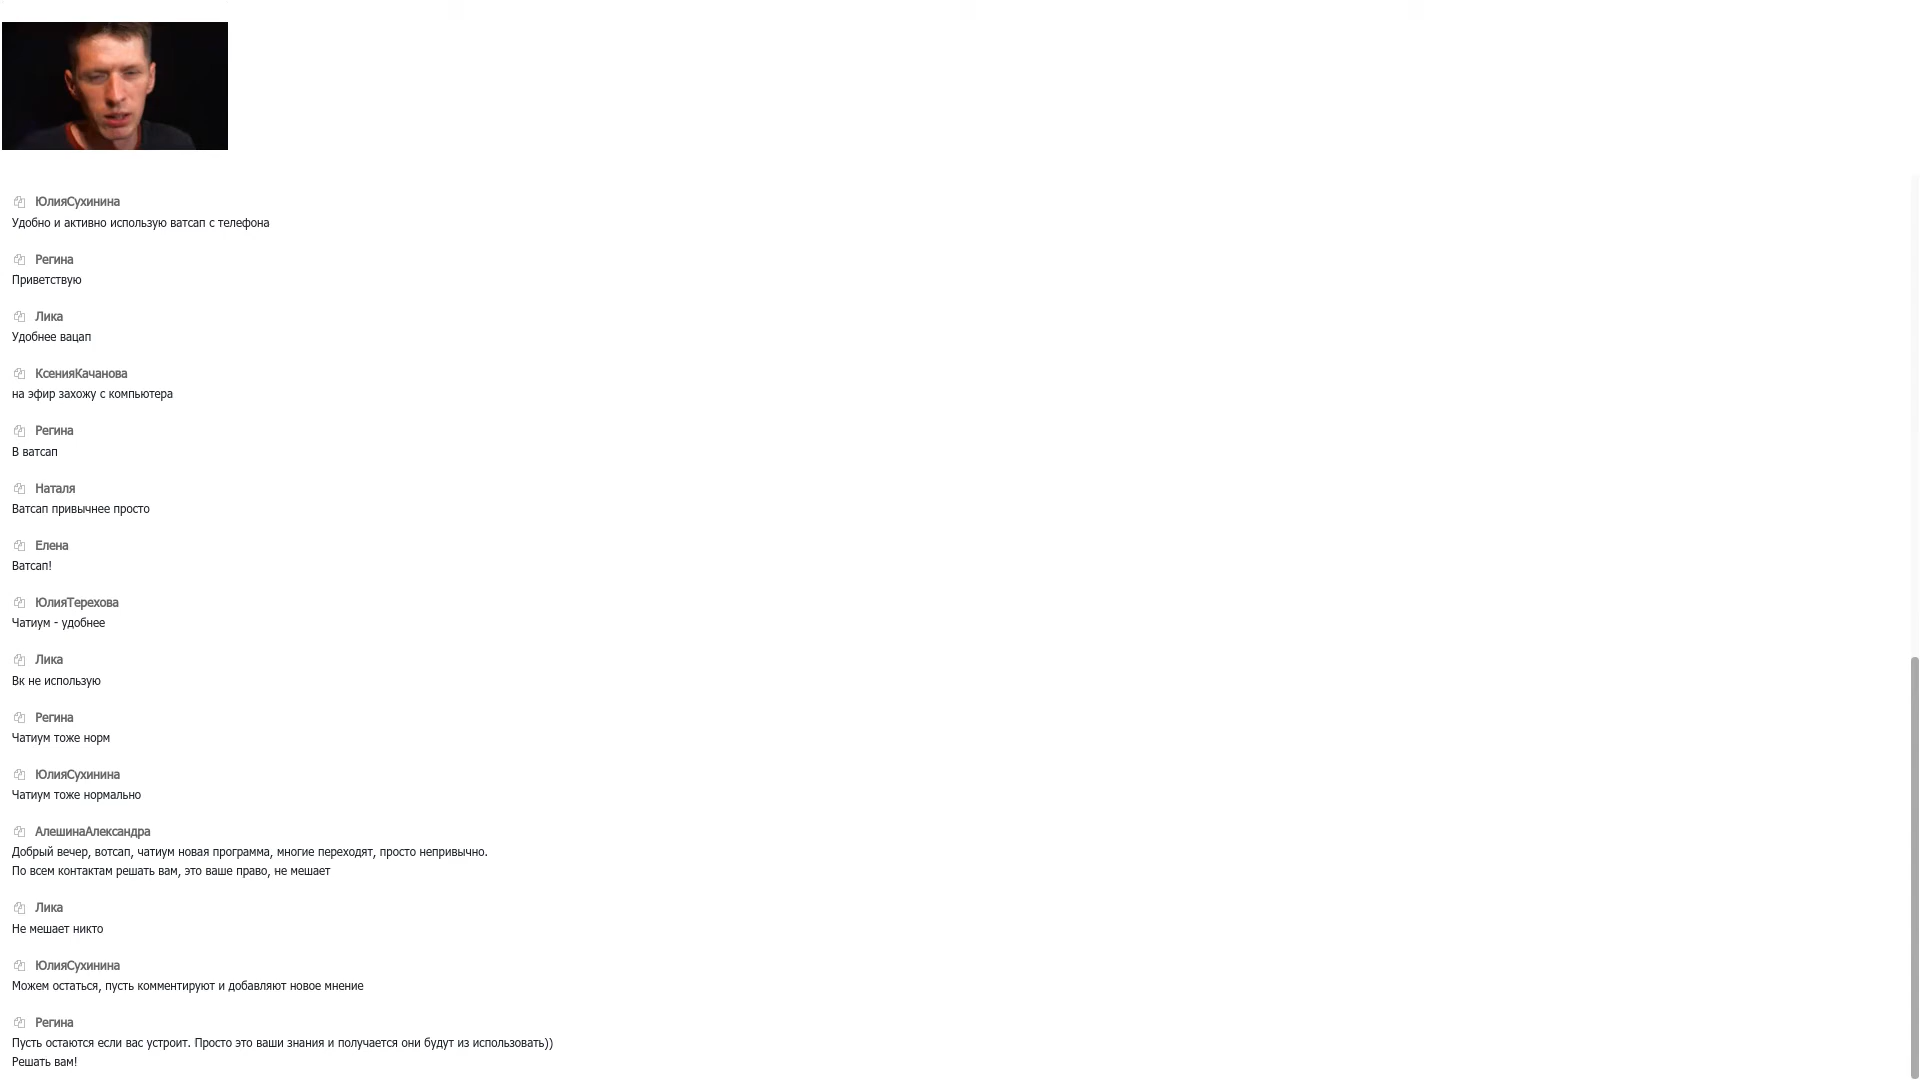 ЮлияСухинина
Удобно и активно использую ватсап с телефона
Регина
Приветствую
Лика
Удобнее вацап
КсенияКачанова
на эфир захожу с компьютера
Регина
В ватсап
Наталя
Ватсап привычнее просто
Елена
Ватсап!
ЮлияТерехова
Чатиум - удобнее
Лика
Вк не использую
Регина
Чатиум тоже норм
ЮлияСухинина
Чатиум тоже нормально
АлешинаАлександра
Добрый вечер, вотсап, чатиум новая программа, многие переходят, просто непривычно.
По всем контактам решать вам, это ваше право, не мешает
Лика
Не мешает никто
ЮлияСухинина
Можем остаться, пусть комментируют и добавляют новое мнение
Регина
Пусть остаются если вас устроит. Просто это ваши знания и получается они будут из использовать))
Решать вам!